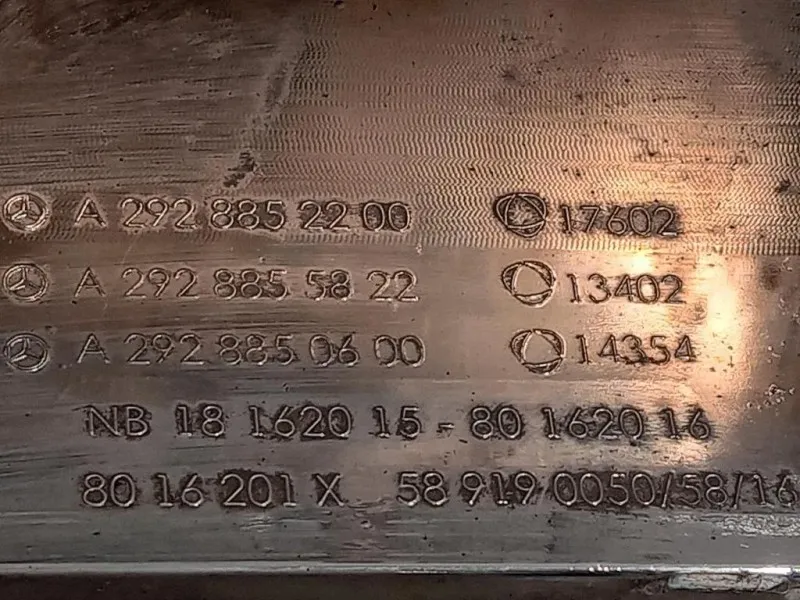 A 292 885 22 00 17602
A 292 885 58 22 13402
A 292 885 06 00 14354
NB 18 1620 15 - 80 1620 16
80 16 201 X 58 919 0050/58/16